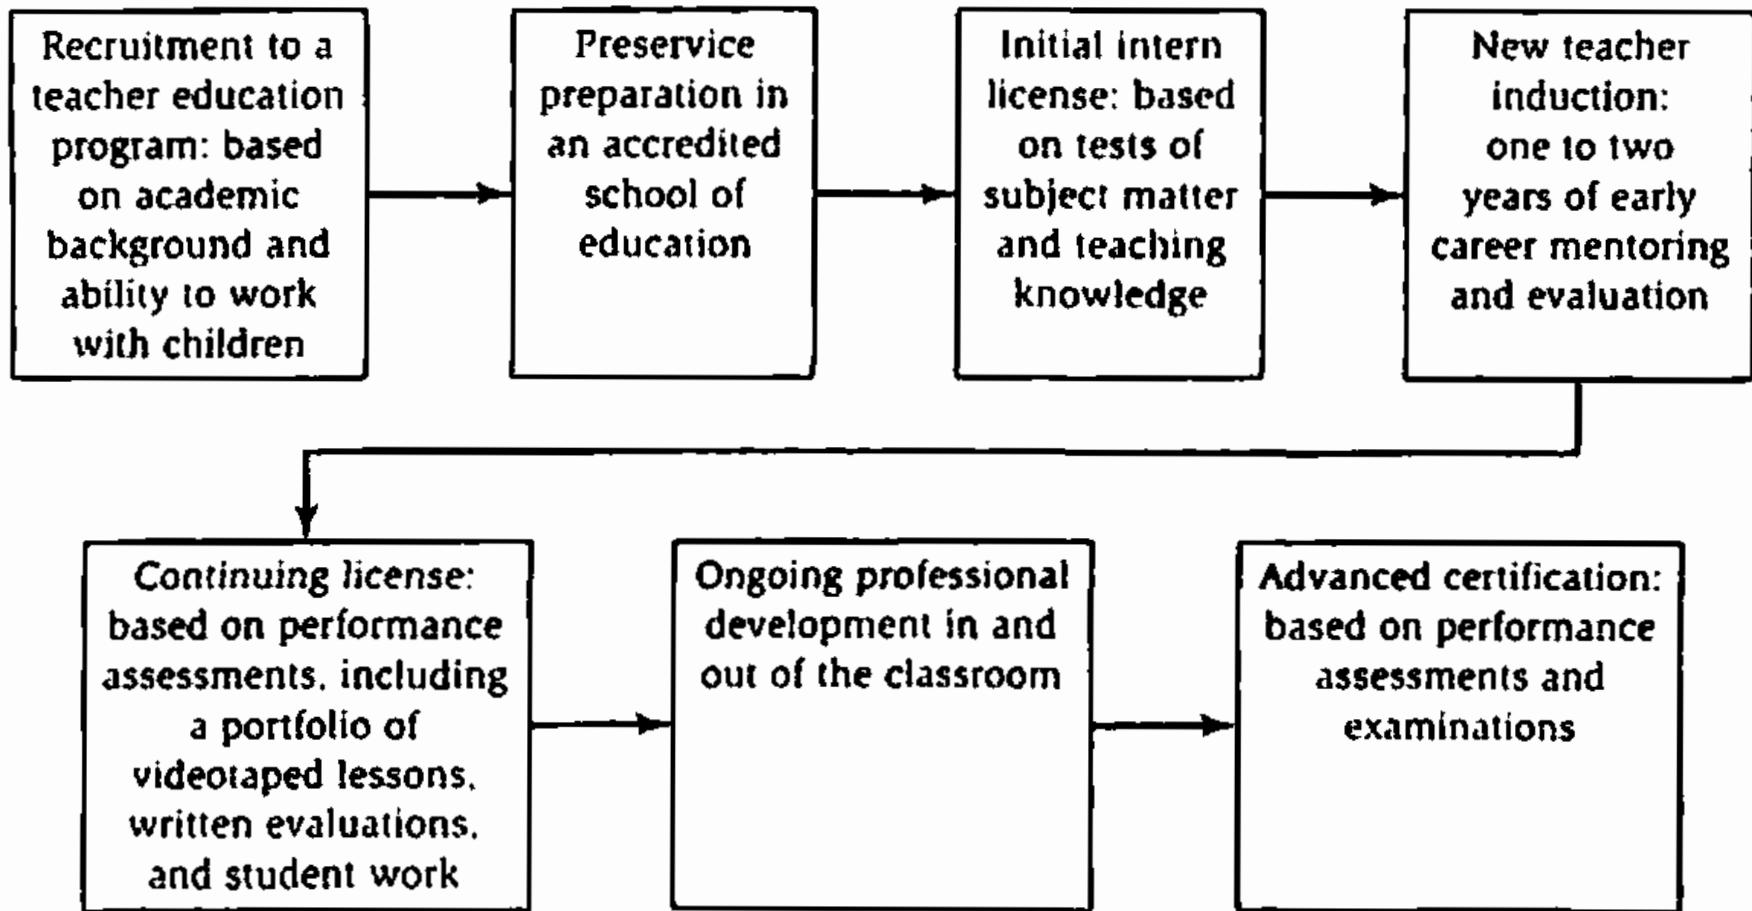 Recruitment to a
teacher education
program: based
on academic
background and
ability to work
with children
Preservice
preparation in
an accredited
school of
education
Initial intern
license: based
on tests of
subject matter
and teaching
knowledge
New teacher
induction:
one to two
years of early
career mentoring
and evaluation
Continuing license:
based on performance
assessments, including
a portfolio of
videotaped lessons,
written evaluations,
and student work
Ongoing professional
development in and
out of the classroom
Advanced certification:
based on performance
assessments and
examinations